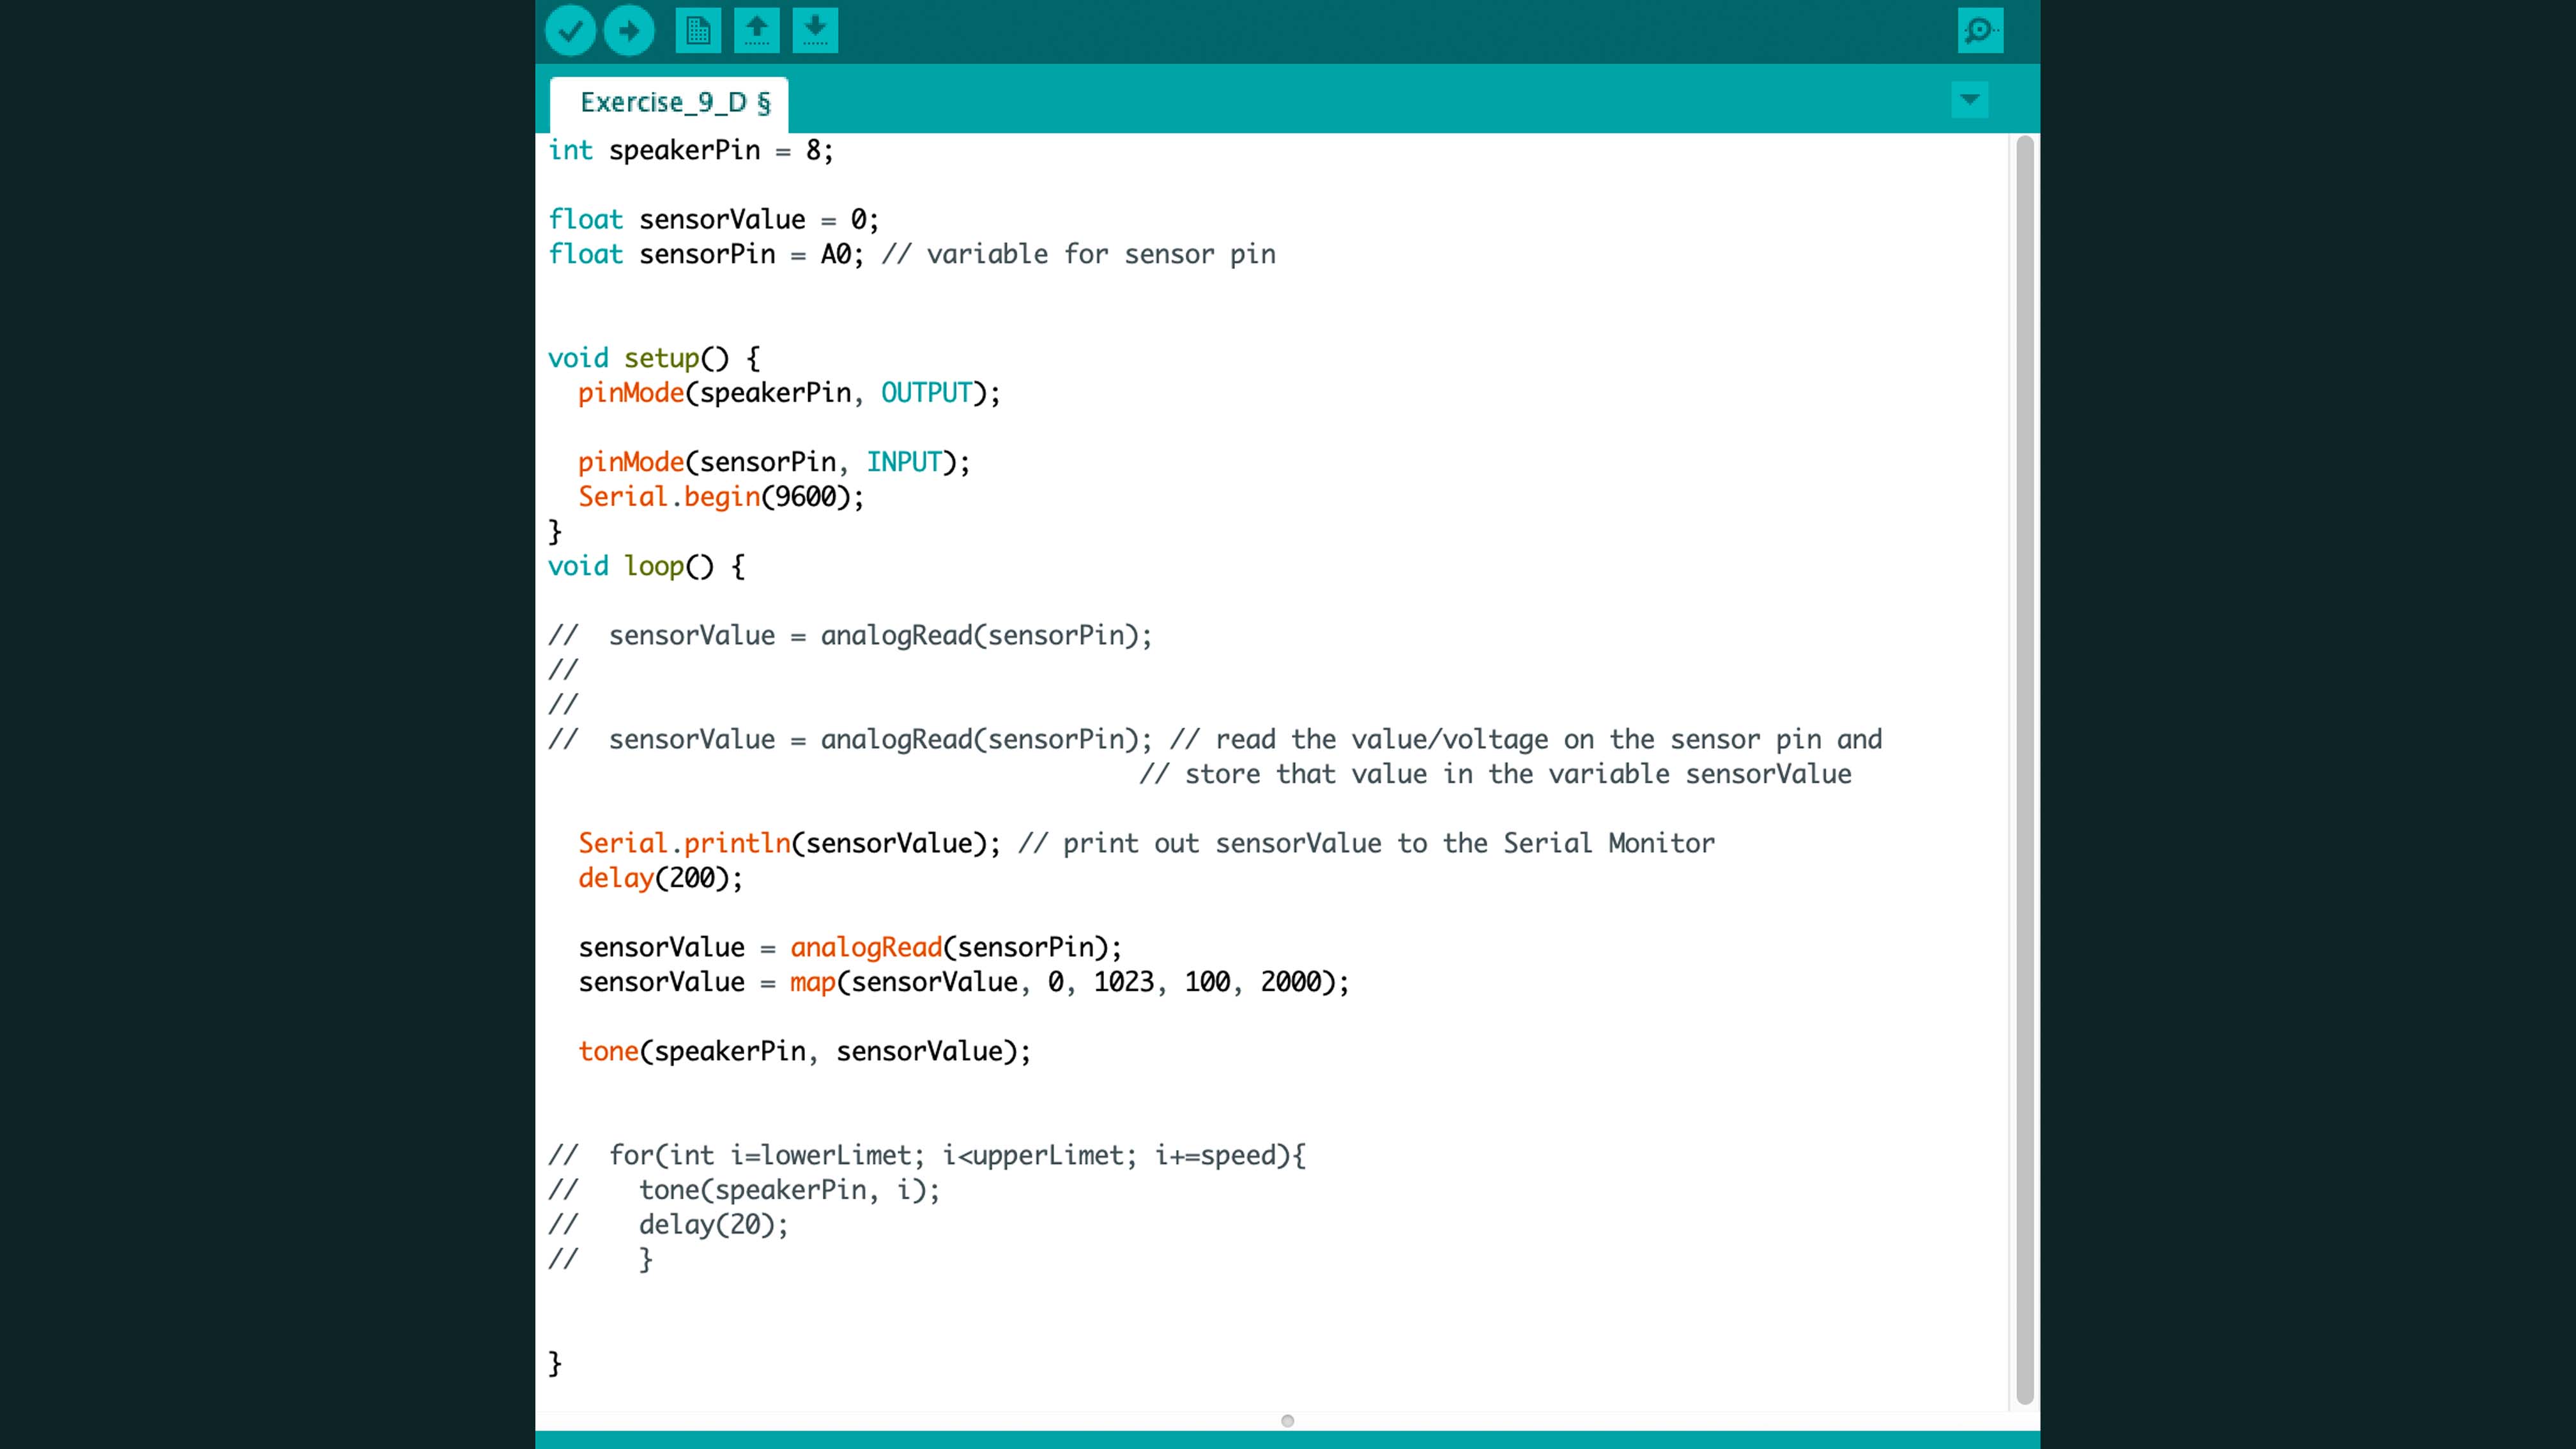 Exercise_9_D §
int speakerPin = 8;
float sensorValue = 0;
float sensorPin = A0; // variable for sensor pin
void setup() {
pinMode(speakerPin, OUTPUT);
pinMode(sensorPin, INPUT);
Serial.begin(9600);
}
void loop() {
//  sensorValue = analogRead(sensorPin);
//
//
//  sensorValue = analogRead(sensorPin); // read the value/voltage on the sensor pin and
// store that value in the variable sensorValue
Serial.println(sensorValue); // print out sensorValue to the Serial Monitor
delay(200);
sensorValue = analogRead(sensorPin);
sensorValue = map(sensorValue, 0, 1023, 100, 2000);
tone(speakerPin, sensorValue);
//  for(int i=lowerLimet; i<upperLimet; i+=speed){
//    tone(speakerPin, i);
//    delay(20);
//    }
}